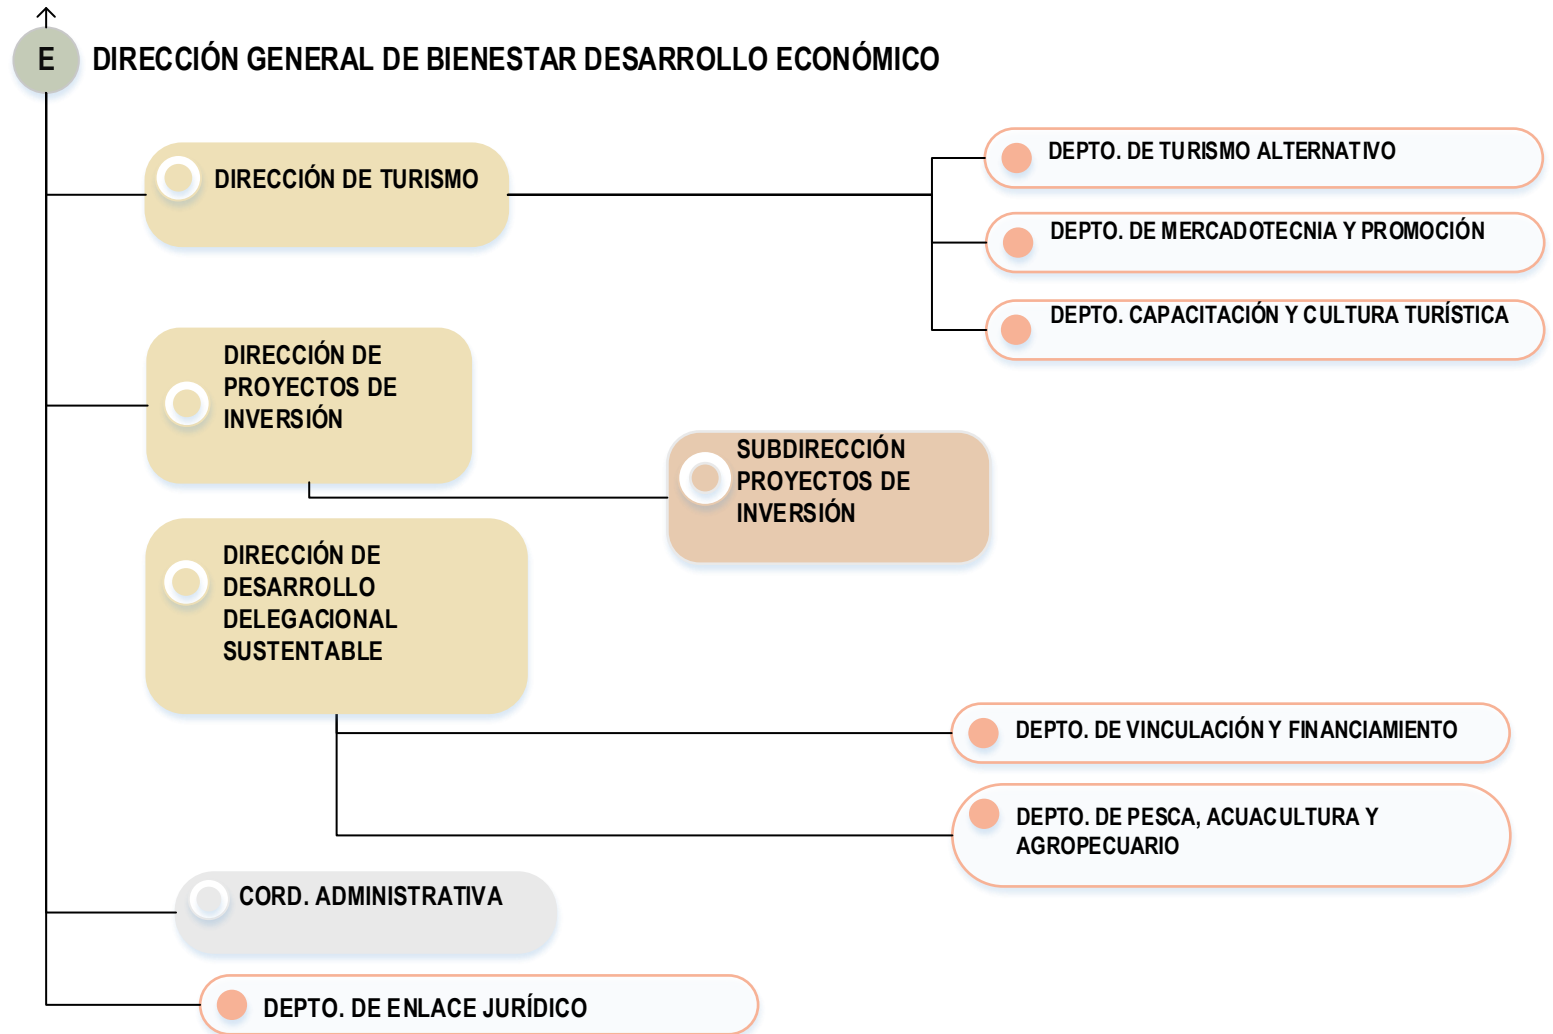 E
DIRECCIÓN GENERAL DE BIENESTAR DESARROLLO ECONÓMICO
DIRECCIÓN DE TURISMO
DEPTO. DE TURISMO ALTERNATIVO
DEPTO. DE MERCADOTECNIA Y PROMOCIÓN
DEPTO. CAPACITACIÓN Y CULTURA TURÍSTICA
DIRECCIÓN DE
PROYECTOS DE
INVERSIÓN
SUBDIRECCIÓN
PROYECTOS DE
INVERSIÓN
DIRECCIÓN DE
DESARROLLO
DELEGACIONAL
SUSTENTABLE
DEPTO. DE VINCULACIÓN Y FINANCIAMIENTO
DEPTO. DE PESCA, ACUACULTURA Y
AGROPECUARIO
CORD. ADMINISTRATIVA
DEPTO. DE ENLACE JURÍDICO